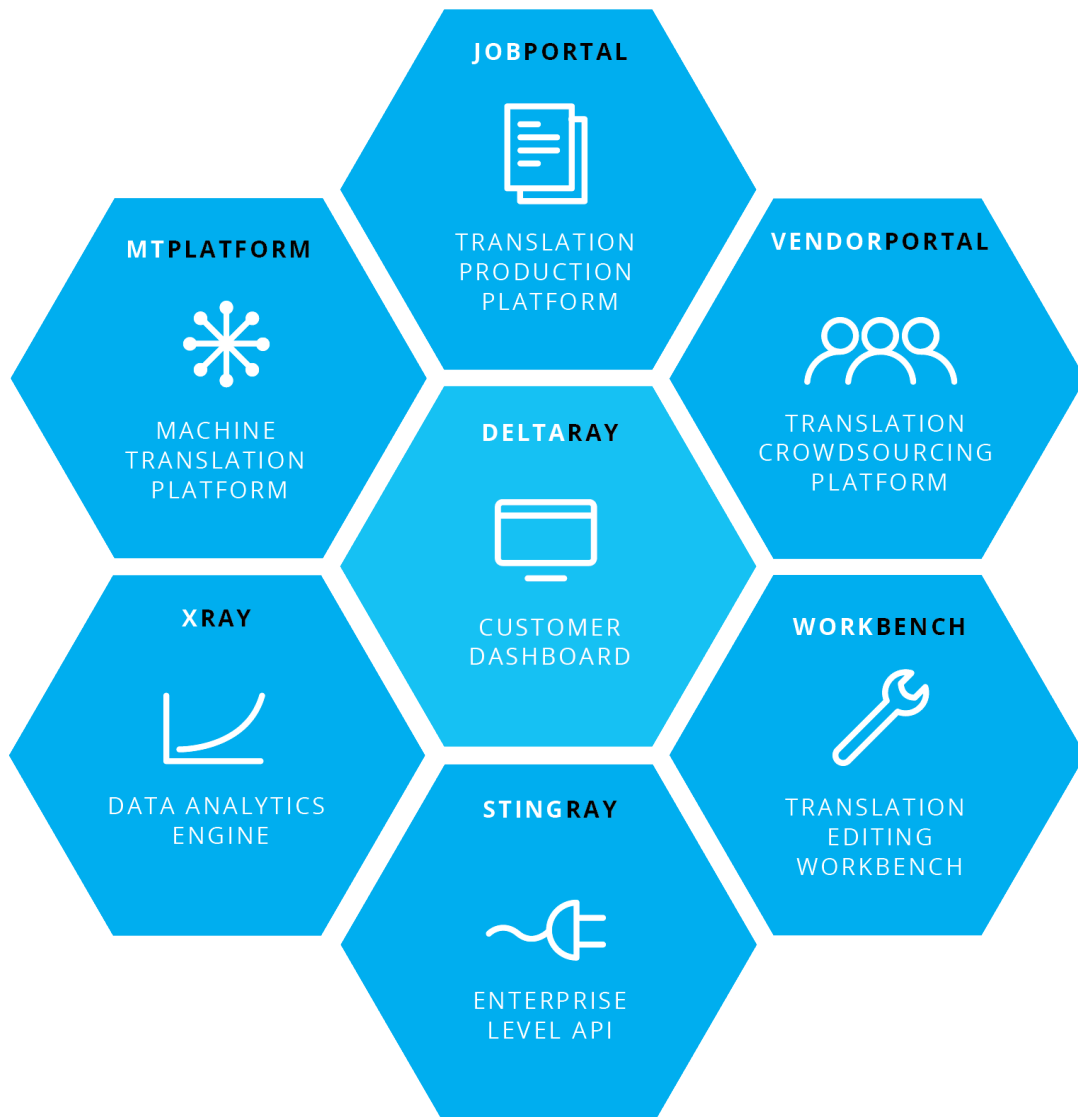 JOBPORTAL
TRANSLATION
PRODUCTION
PLATFORM
MTPLATFORM
MACHINE
TRANSLATION
PLATFORM
VENDORPORTAL
TRANSLATION
CROWDSOURCING
PLATFORM
DELTARAY
CUSTOMER
DASHBOARD
XRAY
DATA ANALYTICS
ENGINE
WORKBENCH
TRANSLATION
EDITING
WORKBENCH
STINGRAY
ENTERPRISE
LEVEL API